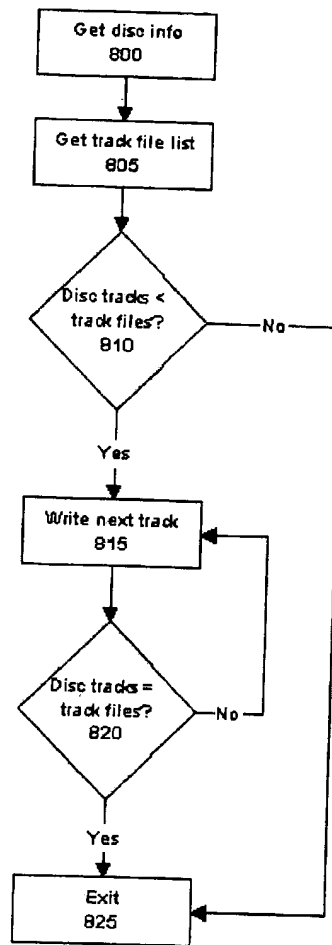 Get disc info
800
Get track file list
805
Disc tracks <
track files?
810
No
Yes
Write next track
815
Disc tracks =
track files?
820
No
Yes
Exit
825